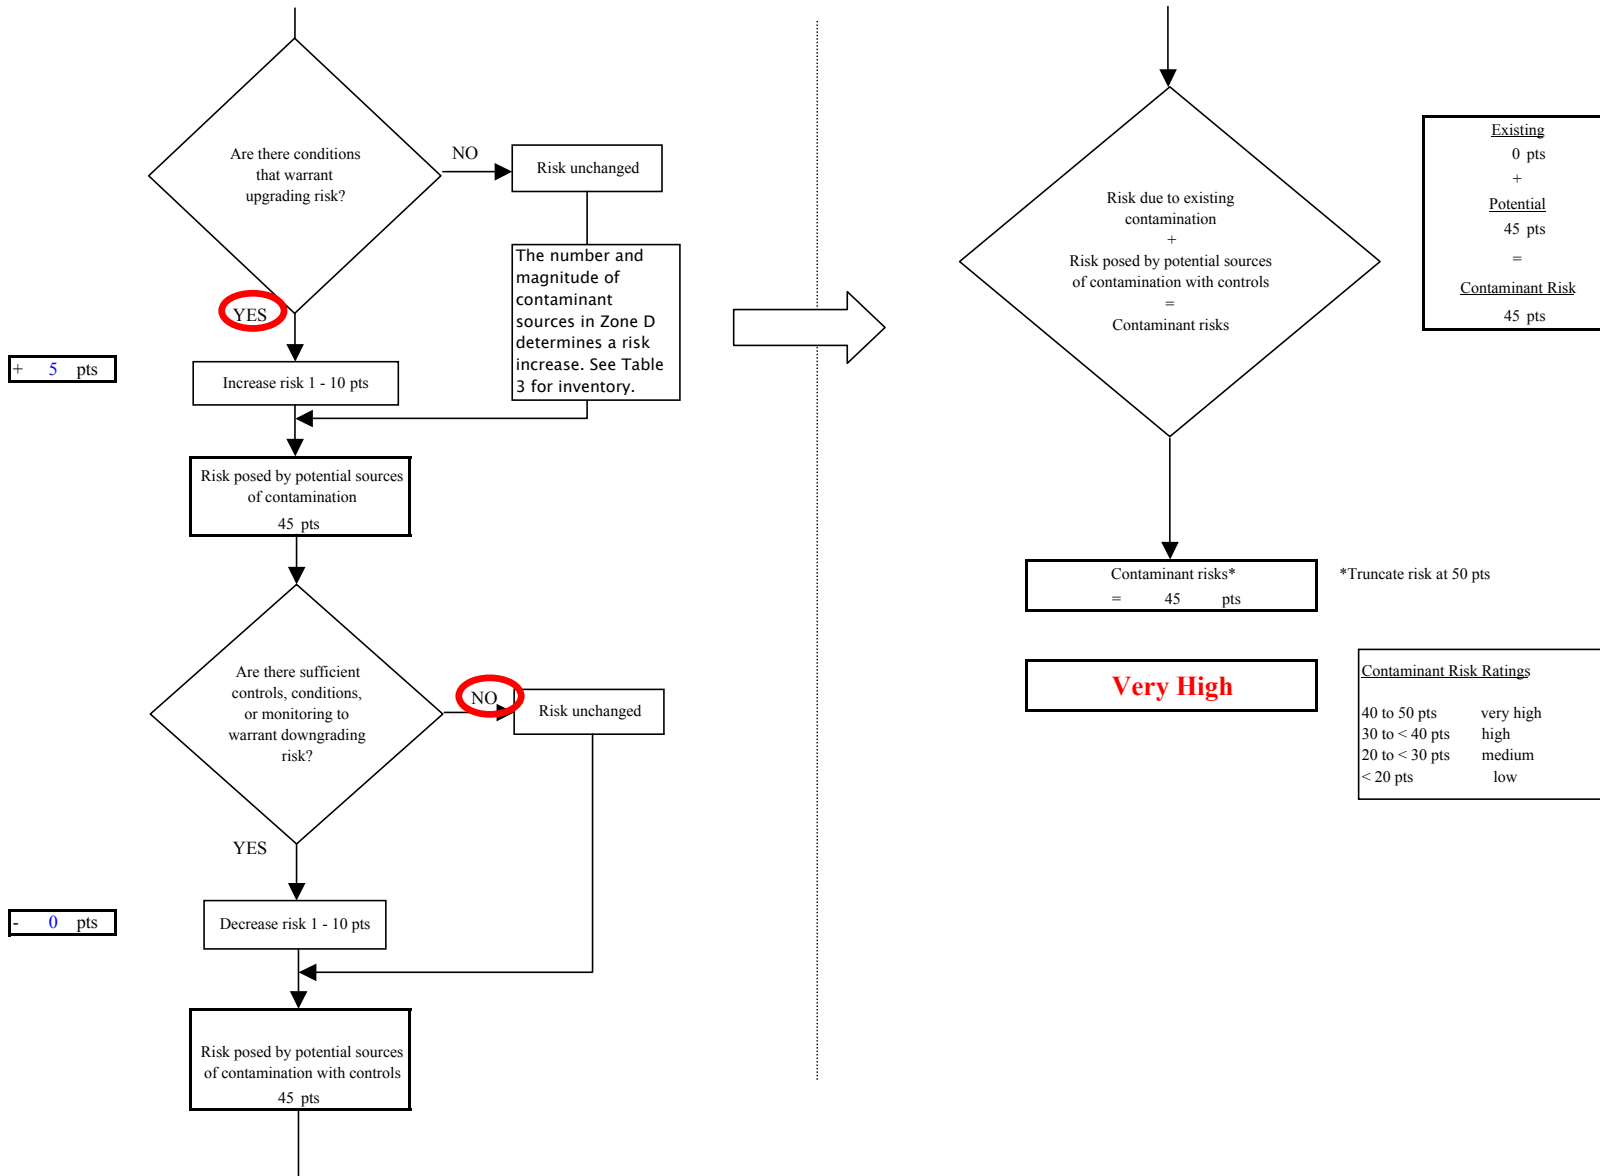 Are there conditions
that warrant
upgrading risk?
NO
Risk unchanged
The number and
magnitude of
contaminant
sources in Zone D
determines a risk
increase. See Table
3 for inventory.
YES
+ 5 pts
Increase risk 1 - 10 pts
Risk posed by potential sources
of contamination
45 pts
Are there sufficient
controls, conditions,
or monitoring to
warrant downgrading
risk?
NO
Risk unchanged
YES
- 0 pts
Decrease risk 1 - 10 pts
Risk posed by potential sources
of contamination with controls
45 pts
Risk due to existing
contamination
+
Risk posed by potential sources
of contamination with controls
=
Contaminant risks
Existing
0 pts
+
Potential
45 pts
=
Contaminant Risk
45 pts
Contaminant risks*
= 45 pts
*Truncate risk at 50 pts
Very High
Contaminant Risk Ratings
40 to 50 pts very high
30 to < 40 pts high
20 to < 30 pts medium
< 20 pts low